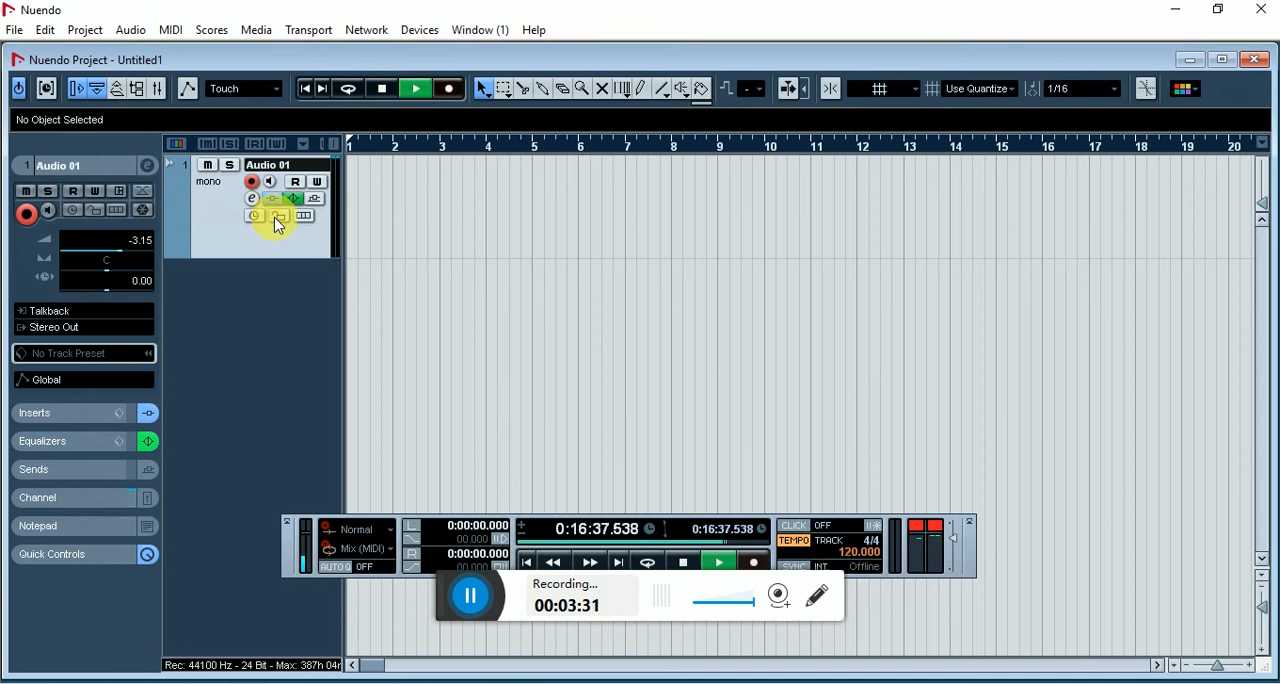 Nuendo
File Edit Project Audio MIDI Scores Media Transport Network Devices Window (1) Help
Nuendo Project - Untitled1
Touch
Use Quantize
1/16
No Object Selected
1 Audio 01 e
M S R W
-3.15
C
0.00
Talkback
Stereo Out
No Track Preset
Global
Inserts
Equalizers
Sends
Channel
Notepad
Quick Controls
M S R W
1 M S Audio 01
mono
R W
e
1 2 3 4 5 6 7 8 9 10 11 12 13 14 15 16 17 18 19 20
Normal
Mix (MIDI)
AUTO Q OFF
L 0:00:00.000
00.000
R 0:00:00.000
00.000
0:16:37.538
0:16:37.538
CLICK OFF
TEMPO TRACK 4/4
120.000
SYNC INT. Offline
Recording...
00:03:31
Rec: 44100 Hz - 24 Bit - Max: 387h 04